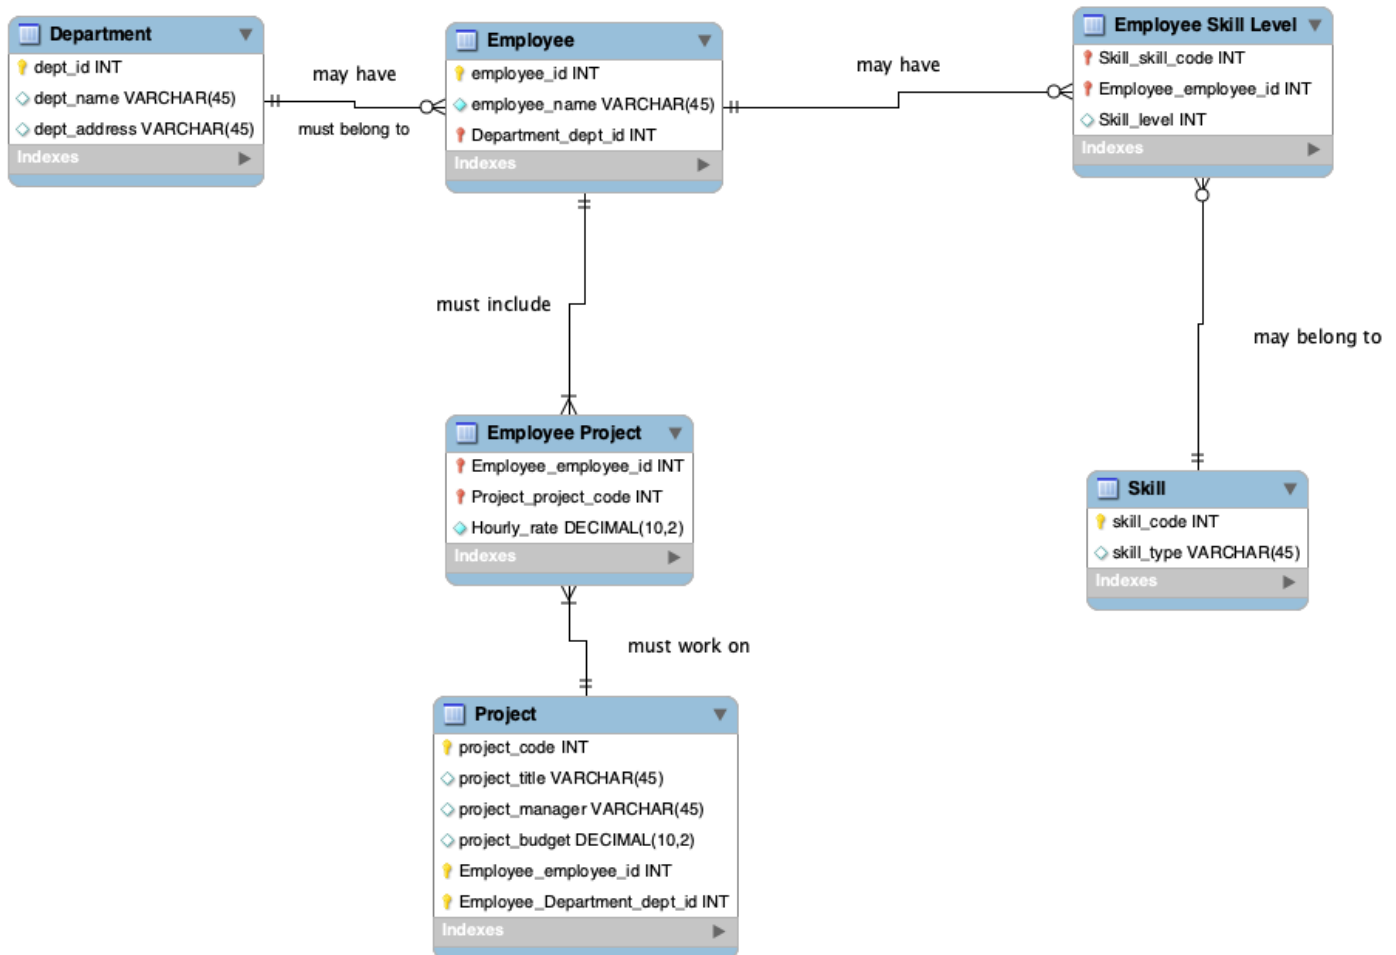 Department
dept_id INT
dept_name VARCHAR(45)
dept_address VARCHAR(45)
Indexes
may have
must belong to
Employee
employee_id INT
employee_name VARCHAR(45)
Department_dept_id INT
Indexes
may have
Employee Skill Level
Skill_skill_code INT
Employee_employee_id INT
Skill_level INT
Indexes
must include
may belong to
Employee Project
Employee_employee_id INT
Project_project_code INT
Hourly_rate DECIMAL(10,2)
Indexes
Skill
skill_code INT
skill_type VARCHAR(45)
Indexes
must work on
Project
project_code INT
project_title VARCHAR(45)
project_manager VARCHAR(45)
project_budget DECIMAL(10,2)
Employee_employee_id INT
Employee_Department_dept_id INT
Indexes